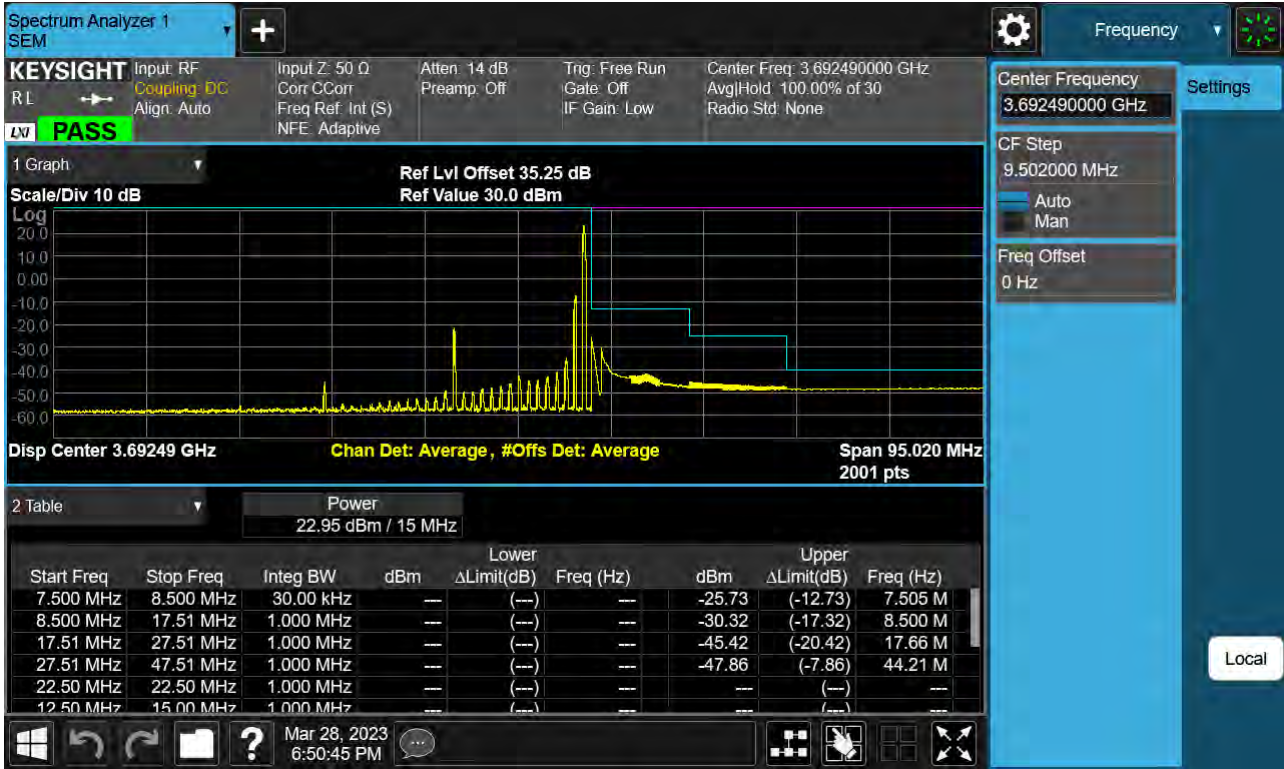 Spectrum Analyzer 1
SEM
+
Frequency
KEYSIGHT
RL
LXI PASS
Input: RF
Coupling: DC
Align: Auto
Input Z: 50 Ω
Corr CCorr
Freq Ref: Int (S)
NFE: Adaptive
Atten: 14 dB
Preamp: Off
Trig: Free Run
Gate: Off
IF Gain: Low
Center Freq: 3.692490000 GHz
Avg|Hold: 100.00% of 30
Radio Std: None
Center Frequency
3.692490000 GHz
Settings
CF Step
9.502000 MHz
Auto
Man
Freq Offset
0 Hz
1 Graph
Ref Lvl Offset 35.25 dB
Scale/Div 10 dB
Ref Value 30.0 dBm
Log
20.0
10.0
0.00
-10.0
-20.0
-30.0
-40.0
-50.0
-60.0
Disp Center 3.69249 GHz
Chan Det: Average, #Offs Det: Average
Span 95.020 MHz
2001 pts
2 Table
Power
22.95 dBm / 15 MHz
Lower Upper
Start Freq Stop Freq Integ BW dBm ΔLimit(dB) Freq (Hz) dBm ΔLimit(dB) Freq (Hz)
7.500 MHz 8.500 MHz 30.00 kHz --- (---) --- -25.73 (-12.73) 7.505 M
8.500 MHz 17.51 MHz 1.000 MHz --- (---) --- -30.32 (-17.32) 8.500 M
17.51 MHz 27.51 MHz 1.000 MHz --- (---) --- -45.42 (-20.42) 17.66 M
27.51 MHz 47.51 MHz 1.000 MHz --- (---) --- -47.86 (-7.86) 44.21 M
22.50 MHz 22.50 MHz 1.000 MHz --- (---) --- --- (---) ---
12.50 MHz 15.00 MHz 1.000 MHz --- (---) --- --- (---) ---
Local
?
Mar 28, 2023
6:50:45 PM